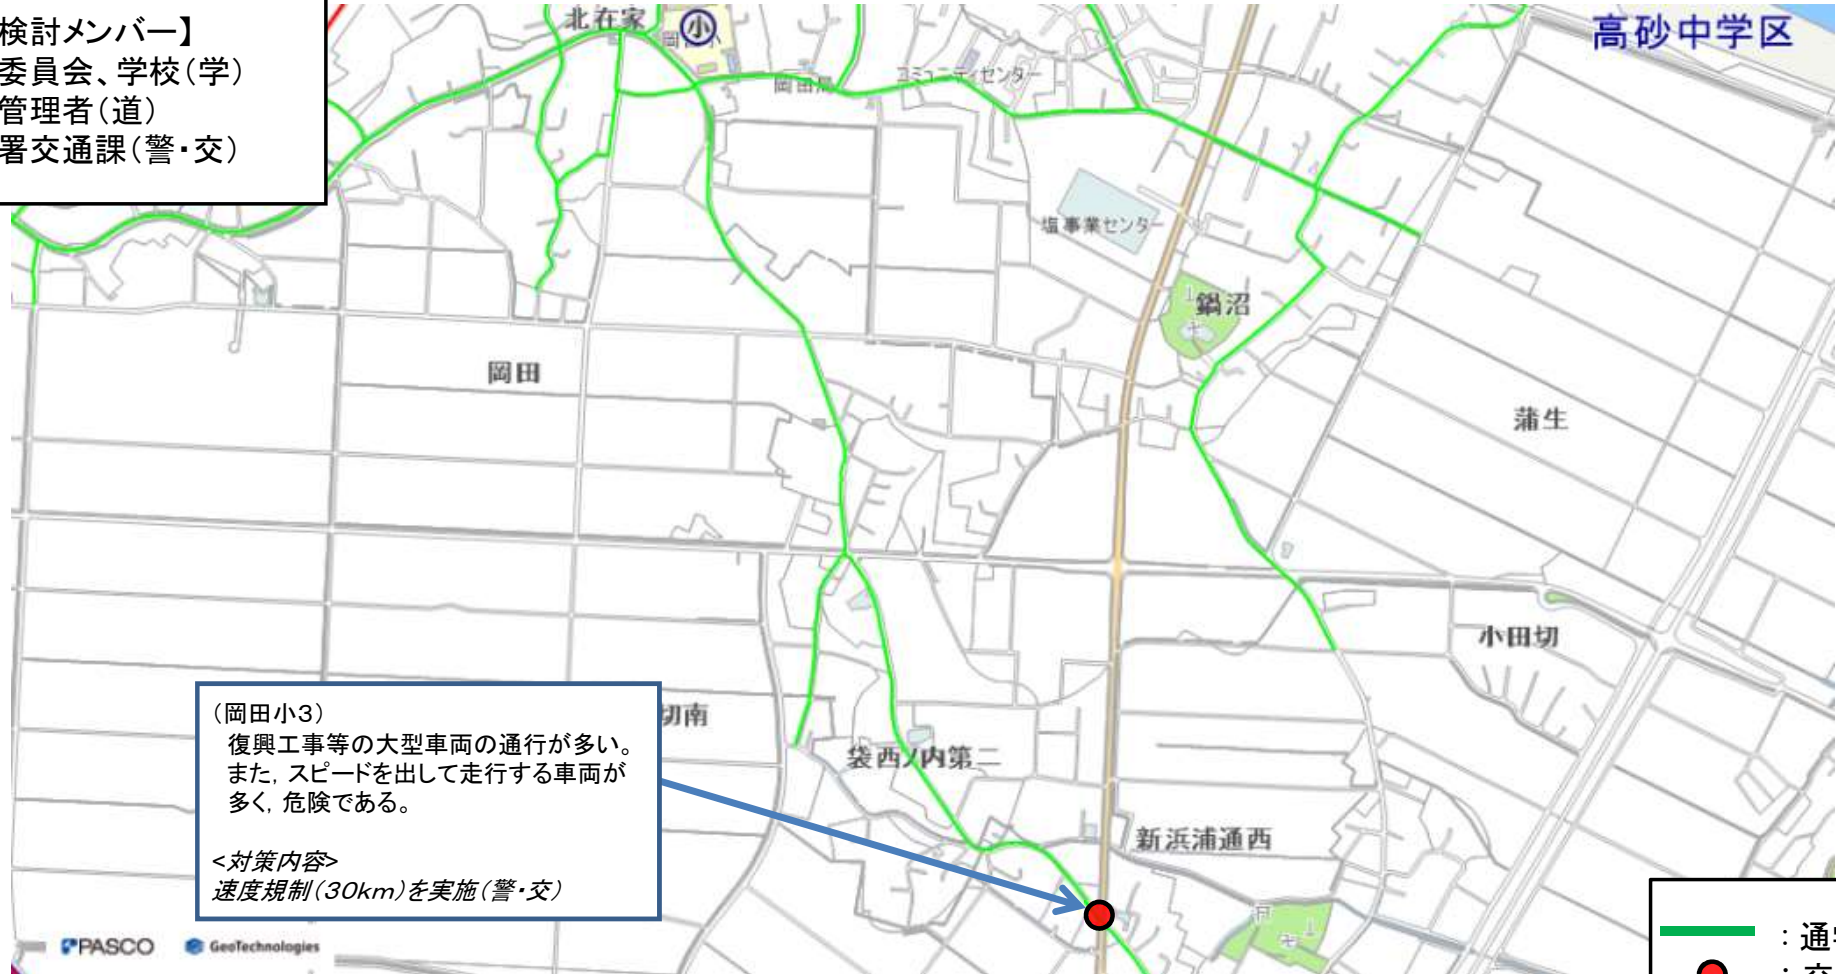 検討メンバー】
委員会、学校(学)
管理者(道)
署交通課(警・交)
高砂中学区
北在家
小
コミュニティセンター
岡田局
塩事業センター
鍋沼
岡田
蒲生
小田切
切南
袋西ノ内第二
新浜浦通西
(岡田小3)
復興工事等の大型車両の通行が多い。
また, スピードを出して走行する車両が
多く, 危険である。
<対策内容>
速度規制(30km)を実施(警・交)
PASCO
GeoTechnologies
：通